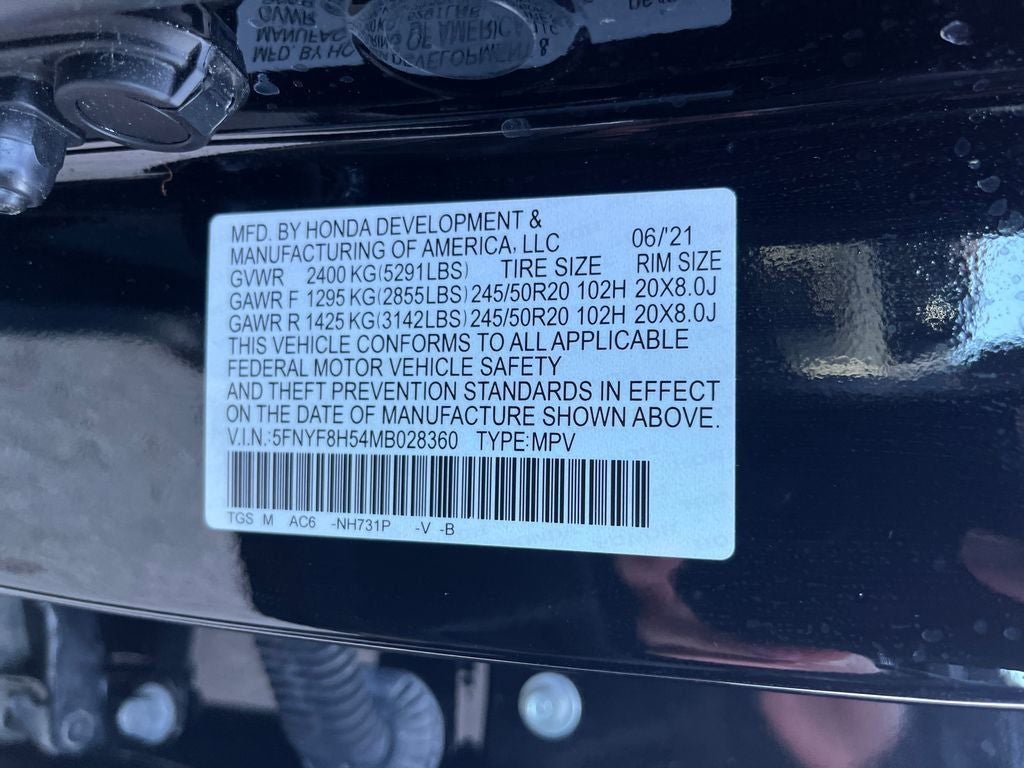 MFD. BY HONDA DEVELOPMENT &
MANUFACTURING OF AMERICA, LLC 06/'21
GVWR 2400 KG(5291LBS) TIRE SIZE RIM SIZE
GAWR F 1295 KG(2855LBS) 245/50R20 102H 20X8.0J
GAWR R 1425 KG(3142LBS) 245/50R20 102H 20X8.0J
THIS VEHICLE CONFORMS TO ALL APPLICABLE
FEDERAL MOTOR VEHICLE SAFETY
AND THEFT PREVENTION STANDARDS IN EFFECT
ON THE DATE OF MANUFACTURE SHOWN ABOVE.
V.I.N.:5FNYF8H54MB028360 TYPE:MPV
TGS M AC6 -NH731P -V -B